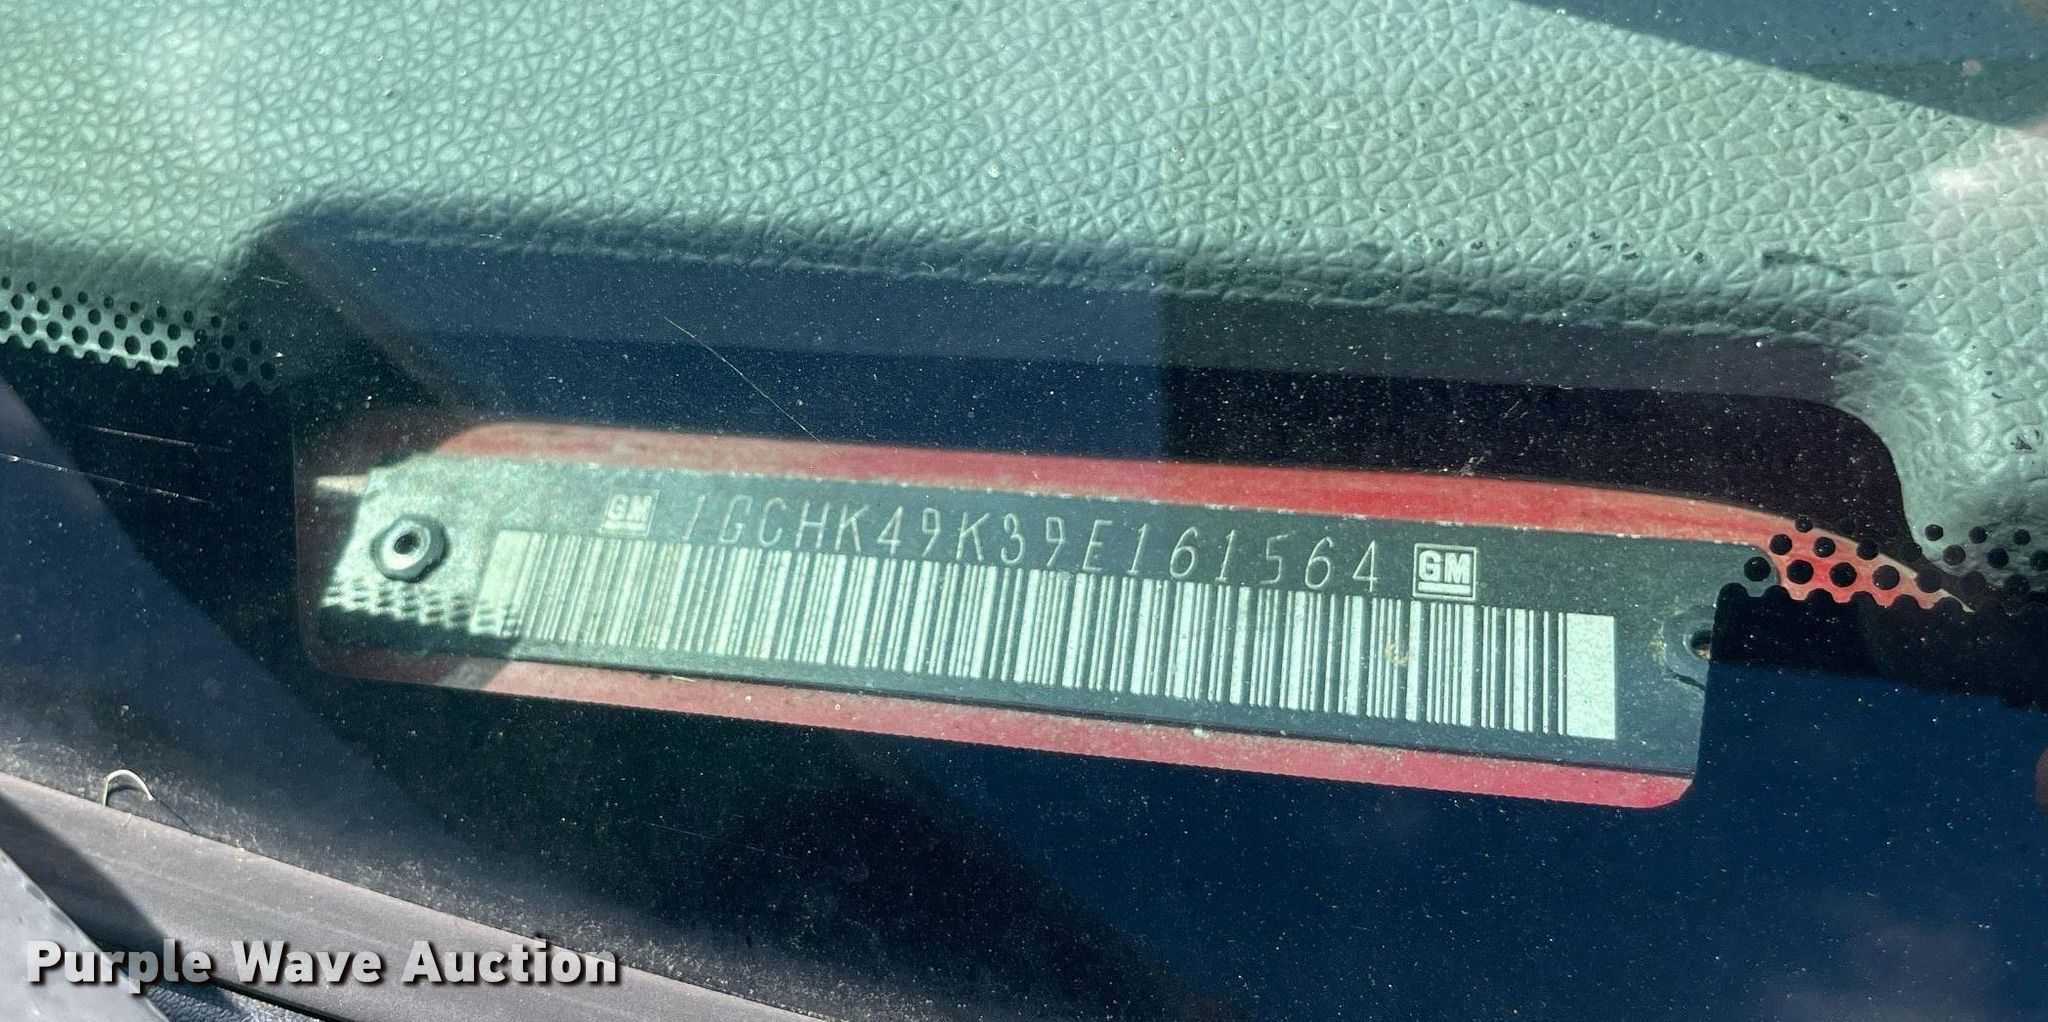 GM 1GCHK49K39E161564 GM
Purple Wave Auction